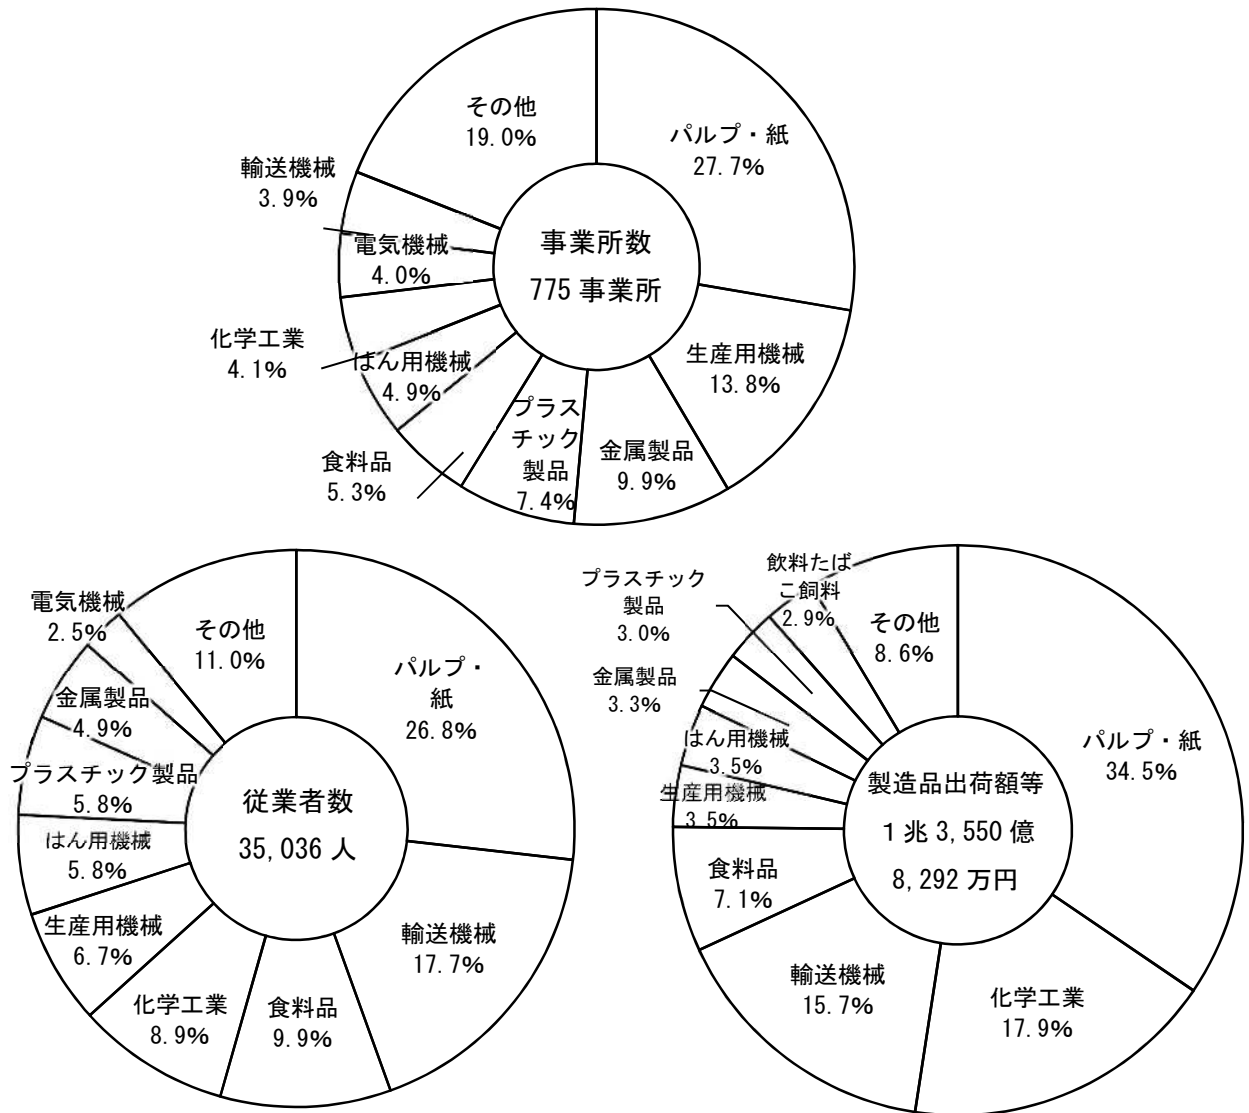 その他
19.0%
パルプ・紙
27.7%
輸送機械
3.9%
電気機械
4.0%
事業所数
775 事業所
化学工業
4.1%
はん用機械
4.9%
生産用機械
13.8%
プラス
チック
製品
7.4%
金属製品
9.9%
食料品
5.3%
電気機械
2.5%
その他
11.0%
パルプ・
紙
26.8%
金属製品
4.9%
プラスチック製品
5.8%
従業者数
35,036 人
はん用機械
5.8%
生産用機械
6.7%
輸送機械
17.7%
化学工業
8.9%
食料品
9.9%
飲料たば
こ飼料
2.9%
プラスチック
製品
3.0%
その他
8.6%
金属製品
3.3%
はん用機械
3.5%
パルプ・紙
34.5%
生産用機械
3.5%
製造品出荷額等
1 兆 3,550 億
8,292 万円
食料品
7.1%
輸送機械
15.7%
化学工業
17.9%